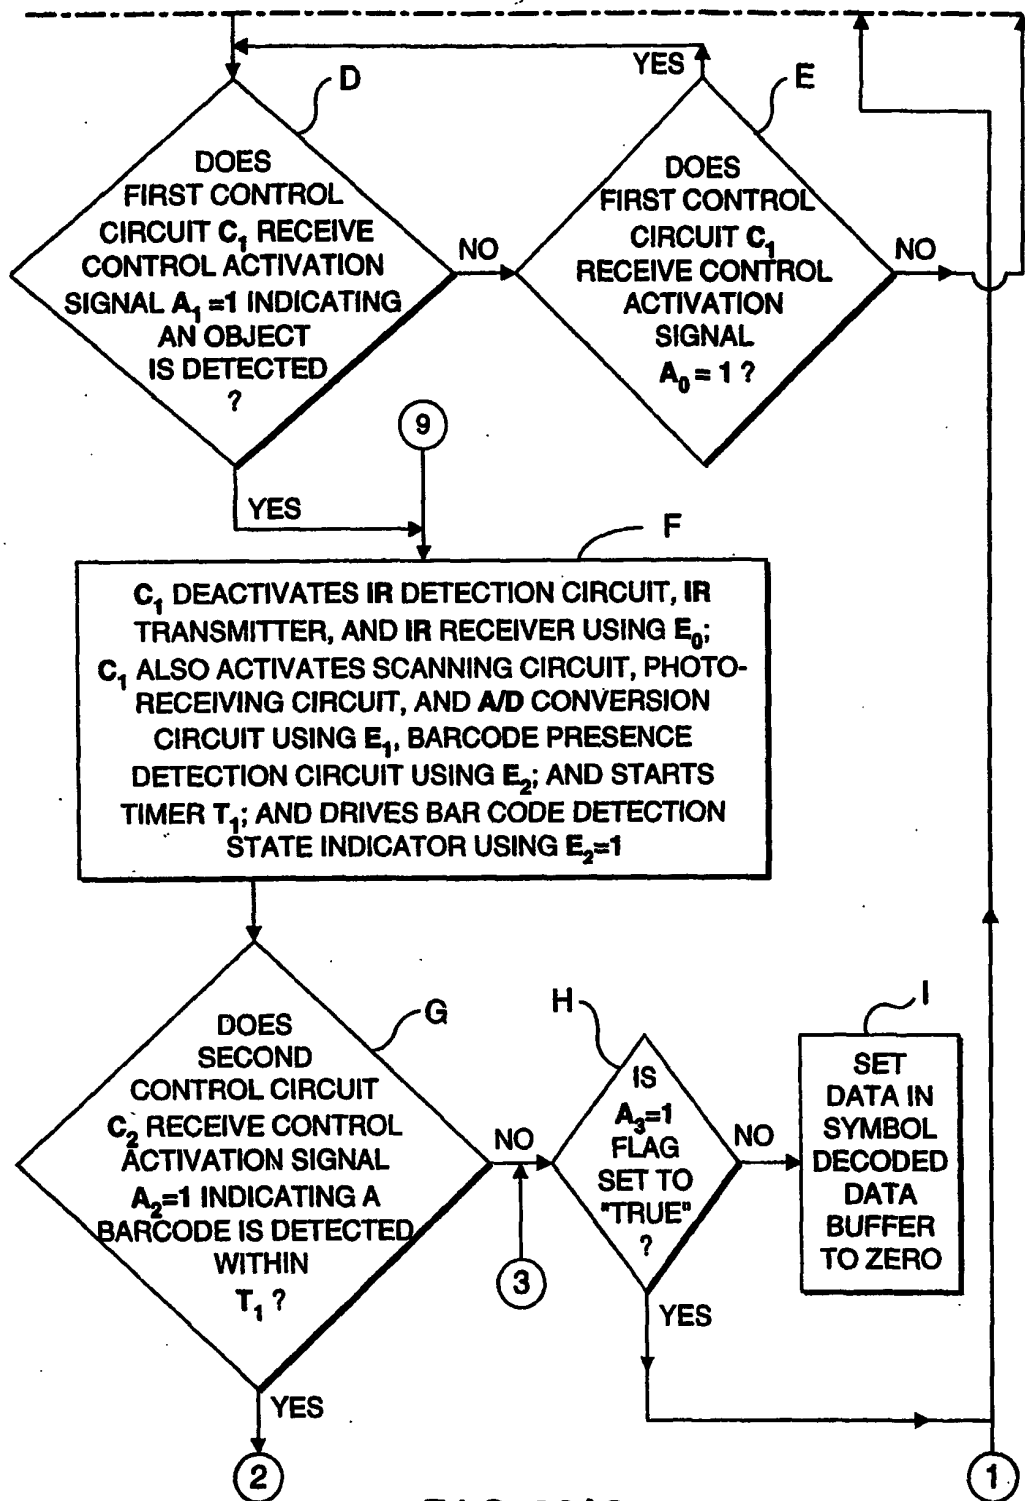 YES
D
E
DOES
FIRST CONTROL
CIRCUIT C₁ RECEIVE
CONTROL ACTIVATION
SIGNAL A₁ =1 INDICATING
AN OBJECT
IS DETECTED
?
NO
DOES
FIRST CONTROL
CIRCUIT C₁
RECEIVE CONTROL
ACTIVATION
SIGNAL
A₀ = 1 ?
NO
9
YES
F
C₁ DEACTIVATES IR DETECTION CIRCUIT, IR
TRANSMITTER, AND IR RECEIVER USING E₀;
C₁ ALSO ACTIVATES SCANNING CIRCUIT, PHOTO-
RECEIVING CIRCUIT, AND A/D CONVERSION
CIRCUIT USING E₁, BARCODE PRESENCE
DETECTION CIRCUIT USING E₂; AND STARTS
TIMER T₁; AND DRIVES BAR CODE DETECTION
STATE INDICATOR USING E₂=1
G
DOES
SECOND
CONTROL CIRCUIT
C₂ RECEIVE CONTROL
ACTIVATION SIGNAL
A₂=1 INDICATING A
BARCODE IS DETECTED
WITHIN
T₁ ?
NO
3
H
IS
A₃=1
FLAG
SET TO
"TRUE"
?
NO
I
SET
DATA IN
SYMBOL
DECODED
DATA
BUFFER
TO ZERO
YES
YES
2
1